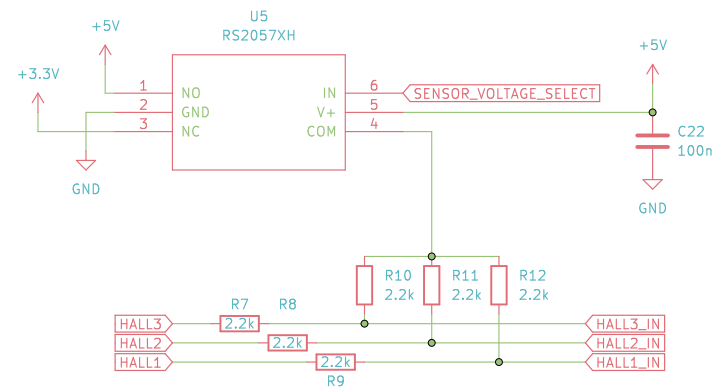 U5
RS2057XH
+5V
+3.3V
+5V
1 NO
2 GND
3 NC
IN 6
V+ 5
COM 4
SENSOR_VOLTAGE_SELECT
C22
100n
GND
GND
R10
2.2k
R11
2.2k
R12
2.2k
R7
R8
HALL3
2.2k
HALL3_IN
HALL2
2.2k
HALL2_IN
HALL1
2.2k
HALL1_IN
R9